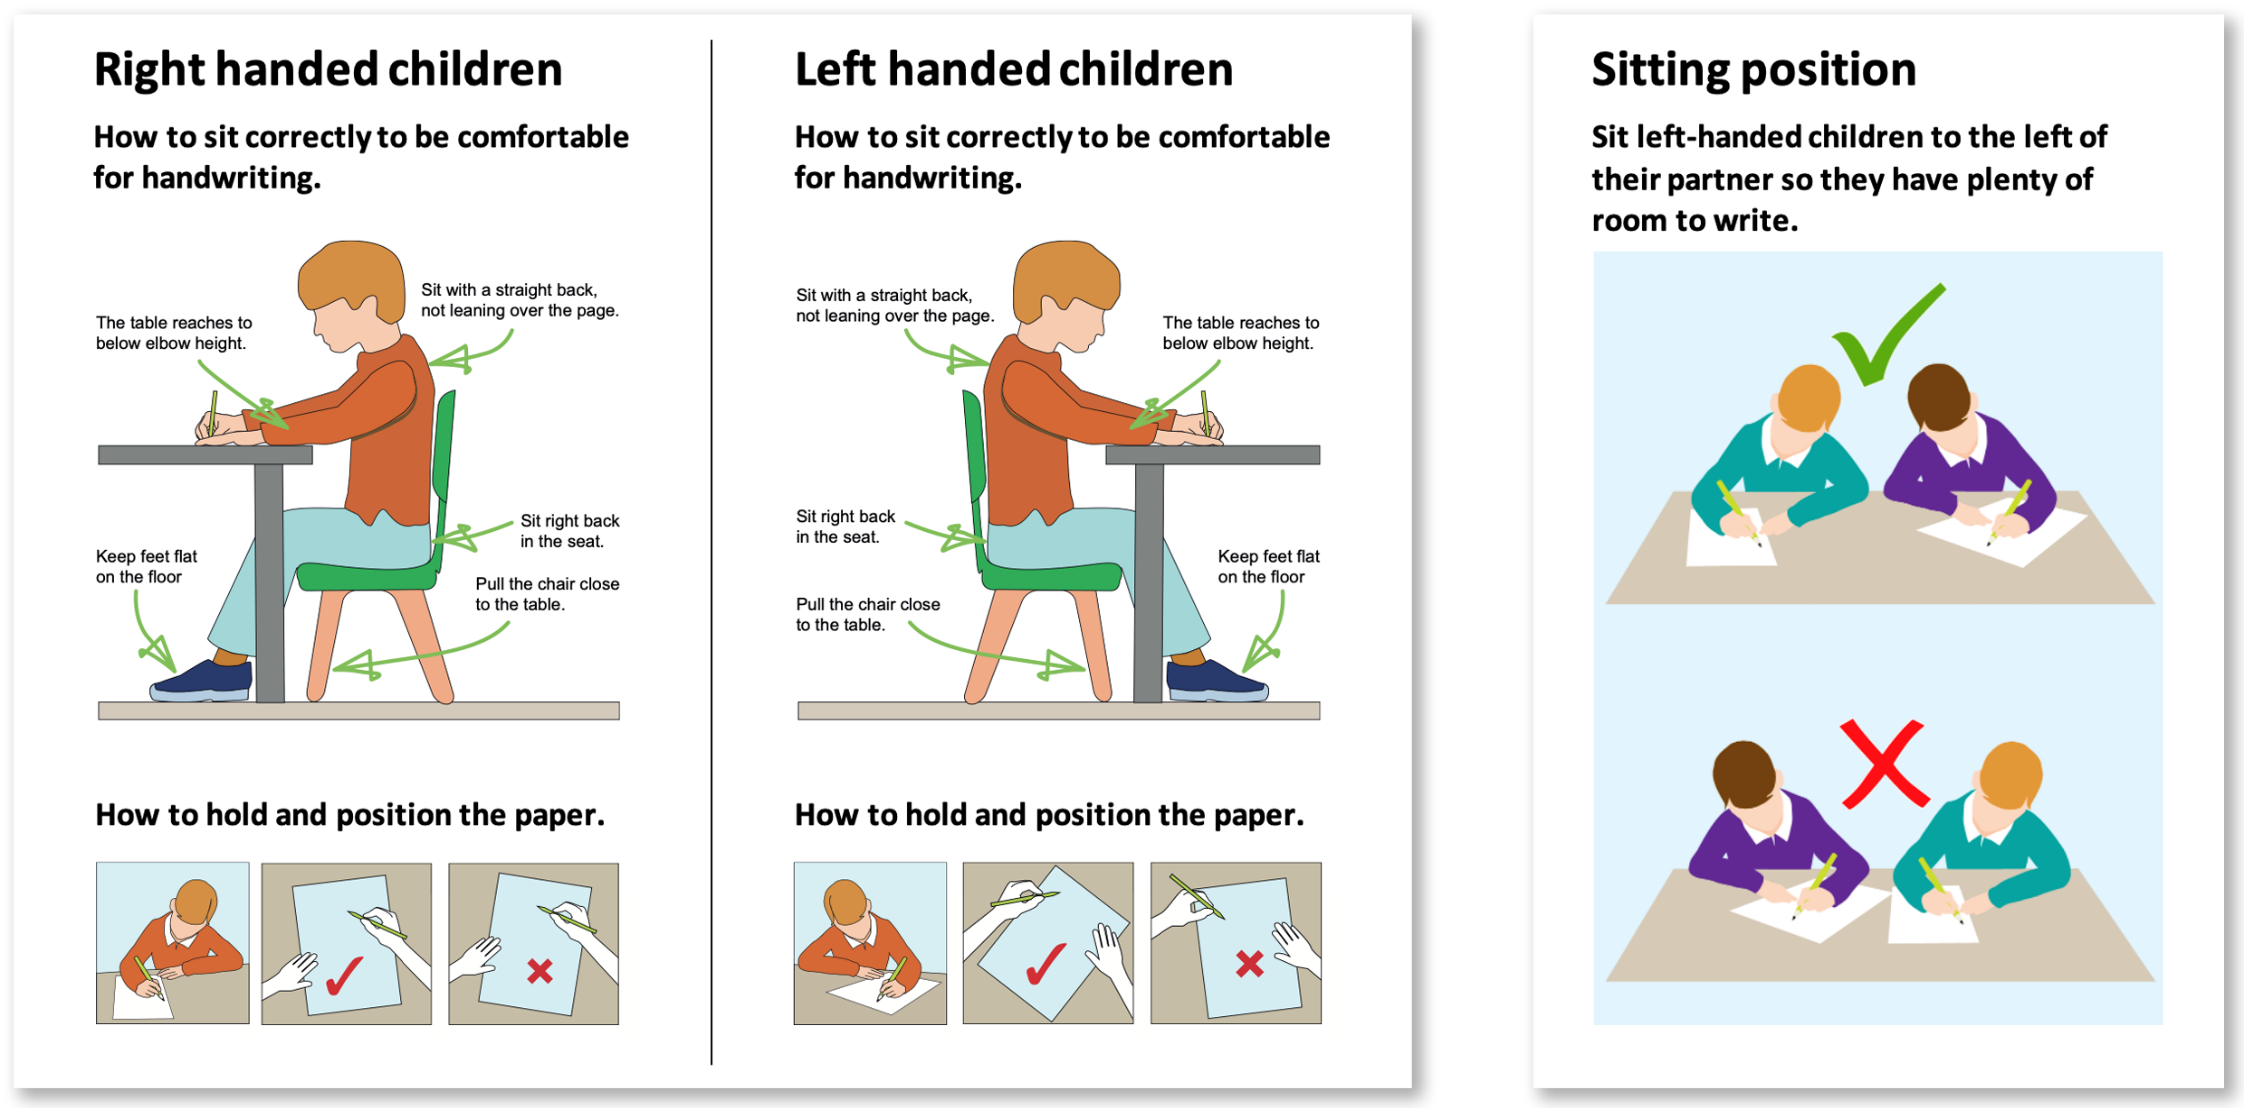 Right handed children
How to sit correctly to be comfortable
for handwriting.
The table reaches to
below elbow height.
Sit with a straight back,
not leaning over the page.
Keep feet flat
on the floor
Sit right back
in the seat.
Pull the chair close
to the table.
How to hold and position the paper.
Left handed children
How to sit correctly to be comfortable
for handwriting.
Sit with a straight back,
not leaning over the page.
The table reaches to
below elbow height.
Sit right back
in the seat.
Keep feet flat
on the floor
Pull the chair close
to the table.
How to hold and position the paper.
Sitting position
Sit left-handed children to the left of
their partner so they have plenty of
room to write.